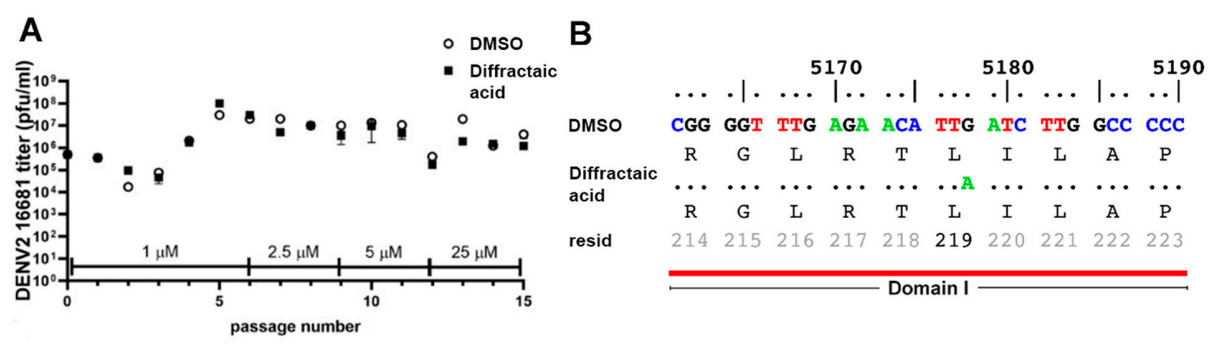 A
DMSO
Diffractaic
acid
DENV2 16681 titer (pfu/ml)
10⁹
10⁸
10⁷
10⁶
10⁵
10⁴
10³
10²
10¹
10⁰
1 µM 2.5 µM 5 µM 25 µM
0 5 10 15
passage number
B
5170 5180 5190
DMSO CGG GGT TTG AGA ACA TTG ATC TTG GCC CCC
R G L R T L I L A P
Diffractaic
acid
A
R G L R T L I L A P
resid 214 215 216 217 218 219 220 221 222 223
Domain I